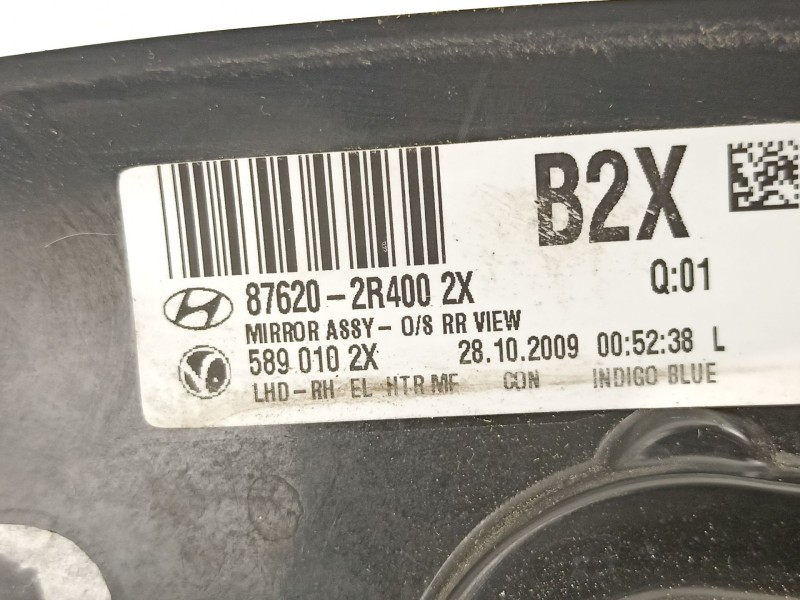 B2X
87620-2R400 2X
Q:01
MIRROR ASSY- O/S RR VIEW
589 010 2X 28.10.2009 00:52:38 L
LHD-RH EL HTR MF CON INDIGO BLUE